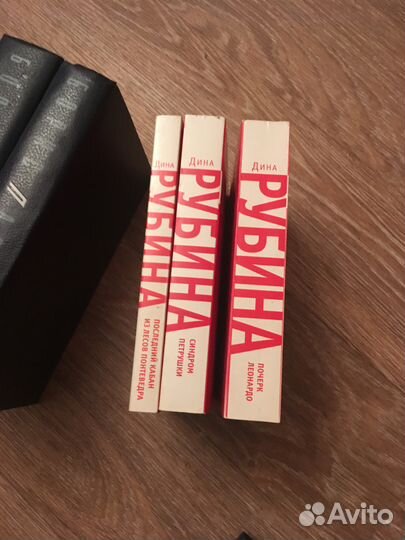 Дина
РУБИНА
ПОСЛЕДНИЙ КАБАН
ИЗ ЛЕСОВ ПОНТЕВЕДРА
Дина
РУБИНА
СИНДРОМ
ПЕТРУШКИ
Дина
РУБИНА
ПОЧЕРК
ЛЕОНАРДО
Avito